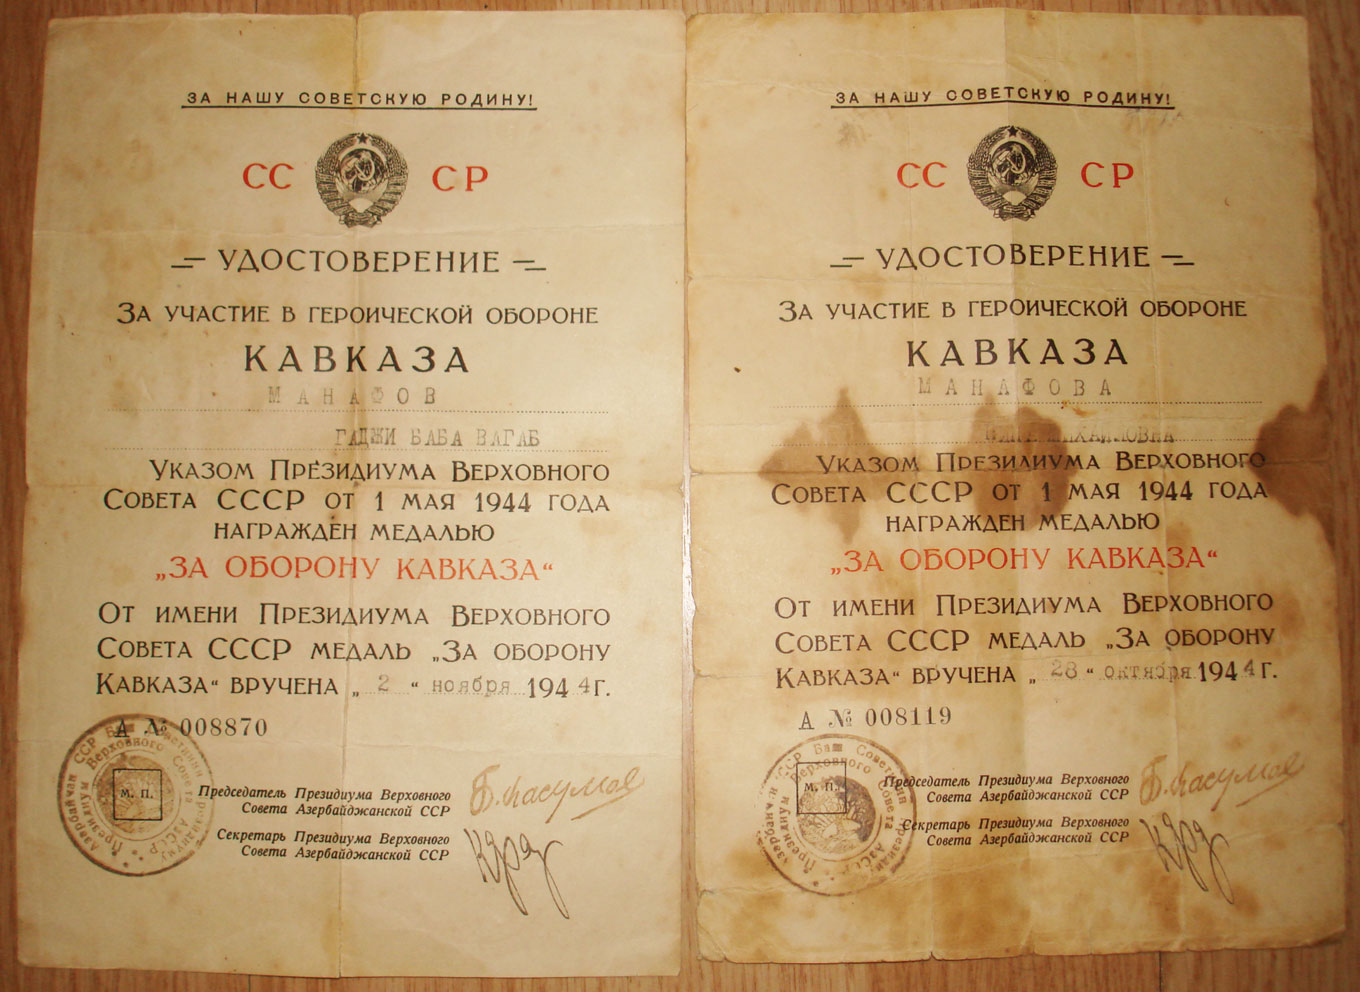 ЗА НАШУ СОВЕТСКУЮ РОДИНУ!
СС СР
УДОСТОВЕРЕНИЕ
ЗА УЧАСТИЕ В ГЕРОИЧЕСКОЙ ОБОРОНЕ
КАВКАЗА
МАНАФОВ
ГАДЖИ БАБА ВАГАБ
УКАЗОМ ПРЕЗИДИУМА ВЕРХОВНОГО
СОВЕТА СССР ОТ 1 МАЯ 1944 ГОДА
НАГРАЖДЕН МЕДАЛЬЮ
„ЗА ОБОРОНУ КАВКАЗА“
ОТ ИМЕНИ ПРЕЗИДИУМА ВЕРХОВНОГО
СОВЕТА СССР МЕДАЛЬ „ЗА ОБОРОНУ
КАВКАЗА“ ВРУЧЕНА „ 2 “ ноября 1944 Г.
А № 008870
М. П.
Председатель Президиума Верховного
Совета Азербайджанской ССР
Б. Касумов
Секретарь Президиума Верховного
Совета Азербайджанской ССР
ЗА НАШУ СОВЕТСКУЮ РОДИНУ!
СС СР
УДОСТОВЕРЕНИЕ
ЗА УЧАСТИЕ В ГЕРОИЧЕСКОЙ ОБОРОНЕ
КАВКАЗА
МАНАФОВА
МИХАЙЛОВНА
УКАЗОМ ПРЕЗИДИУМА ВЕРХОВНОГО
СОВЕТА СССР ОТ 1 МАЯ 1944 ГОДА
НАГРАЖДЕН МЕДАЛЬЮ
„ЗА ОБОРОНУ КАВКАЗА“
ОТ ИМЕНИ ПРЕЗИДИУМА ВЕРХОВНОГО
СОВЕТА СССР МЕДАЛЬ „ЗА ОБОРОНУ
КАВКАЗА“ ВРУЧЕНА „ 28 “ октября 1944 Г.
А № 008119
М. П.
Председатель Президиума Верховного
Совета Азербайджанской ССР
Б. Касумов
Секретарь Президиума Верховного
Совета Азербайджанской ССР